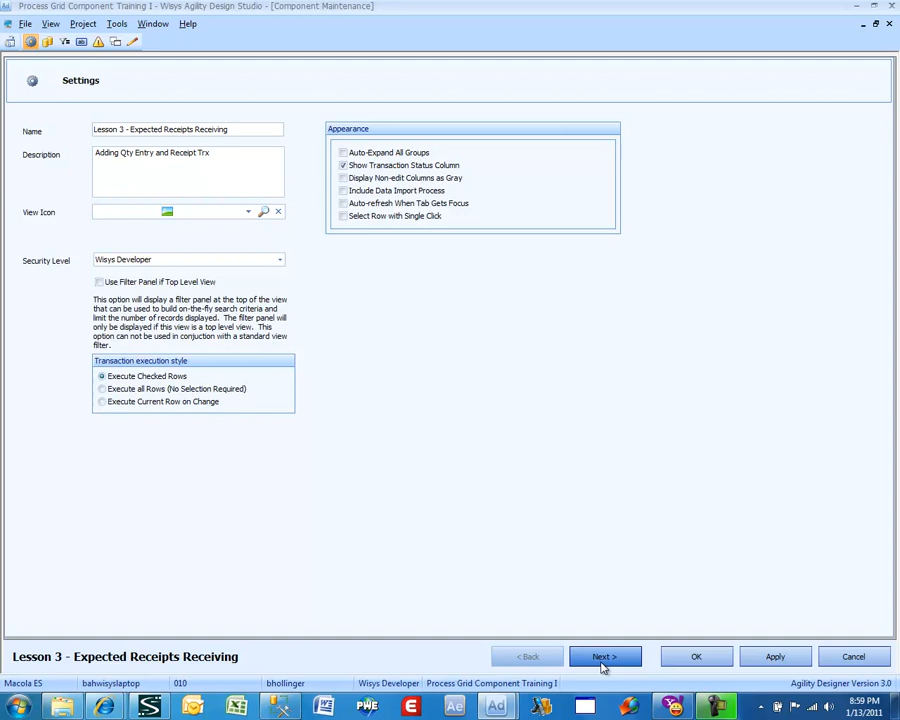 Process Grid Component Training I - Wisys Agility Design Studio - [Component Maintenance]
File View Project Tools Window Help
Settings
Name Lesson 3 - Expected Receipts Receiving
Description Adding Qty Entry and Receipt Trx
View Icon
Security Level Wisys Developer
Use Filter Panel if Top Level View
This option will display a filter panel at the top of the view
that can be used to build on-the-fly search criteria and
limit the number of records displayed. The filter panel will
only be displayed if this view is a top level view. This
option can not be used in conjuction with a standard view
filter.
Transaction execution style
Execute Checked Rows
Execute all Rows (No Selection Required)
Execute Current Row on Change
Appearance
Auto-Expand All Groups
Show Transaction Status Column
Display Non-edit Columns as Gray
Include Data Import Process
Auto-refresh When Tab Gets Focus
Select Row with Single Click
Lesson 3 - Expected Receipts Receiving
< Back Next > OK Apply Cancel
Macola ES bahwisyslaptop 010 bhollinger Wisys Developer Process Grid Component Training I Agility Designer Version 3.0
PWE E Ae Ad
8:59 PM
1/13/2011